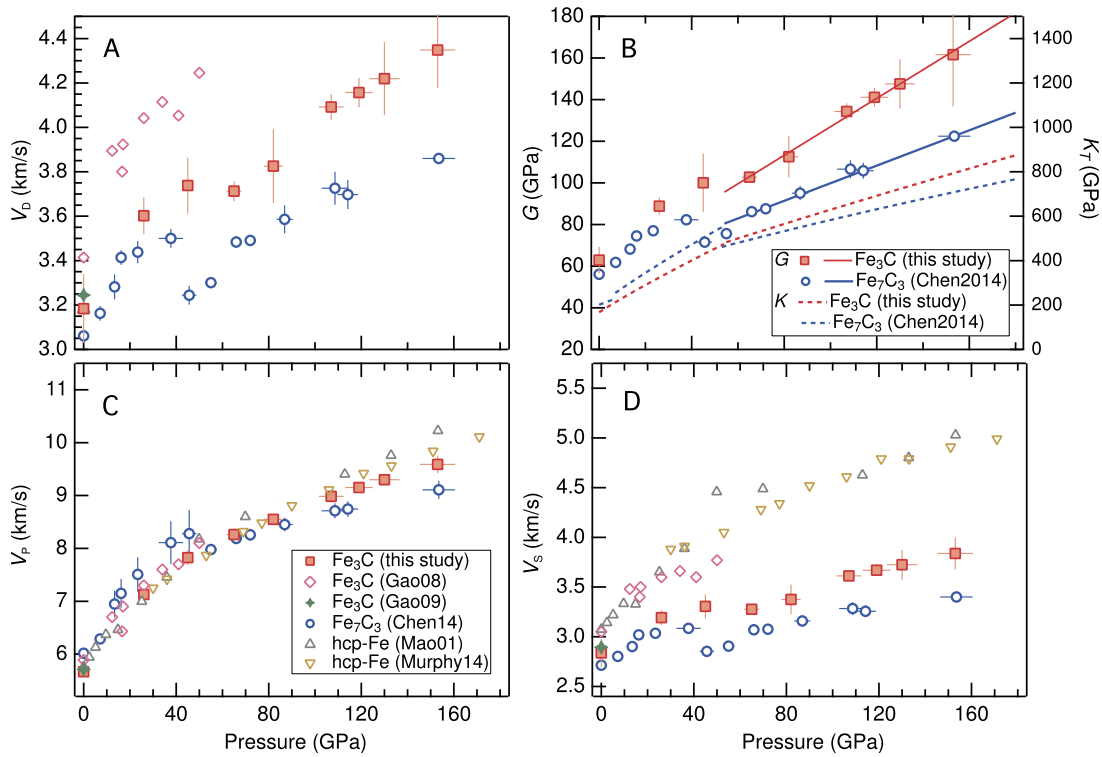 A
4.4
4.2
4.0
3.8
3.6
3.4
3.2
3.0
V_D (km/s)
B
180
160
140
120
100
80
60
40
20
G (GPa)
1400
1200
1000
800
600
400
200
0
K_T (GPa)
G Fe₃C (this study)
Fe₇C₃ (Chen2014)
K Fe₃C (this study)
Fe₇C₃ (Chen2014)
C
11
10
9
8
7
6
V_P (km/s)
Fe₃C (this study)
Fe₃C (Gao08)
Fe₃C (Gao09)
Fe₇C₃ (Chen14)
hcp-Fe (Mao01)
hcp-Fe (Murphy14)
0 40 80 120 160
Pressure (GPa)
D
5.5
5.0
4.5
4.0
3.5
3.0
2.5
V_S (km/s)
0 40 80 120 160
Pressure (GPa)